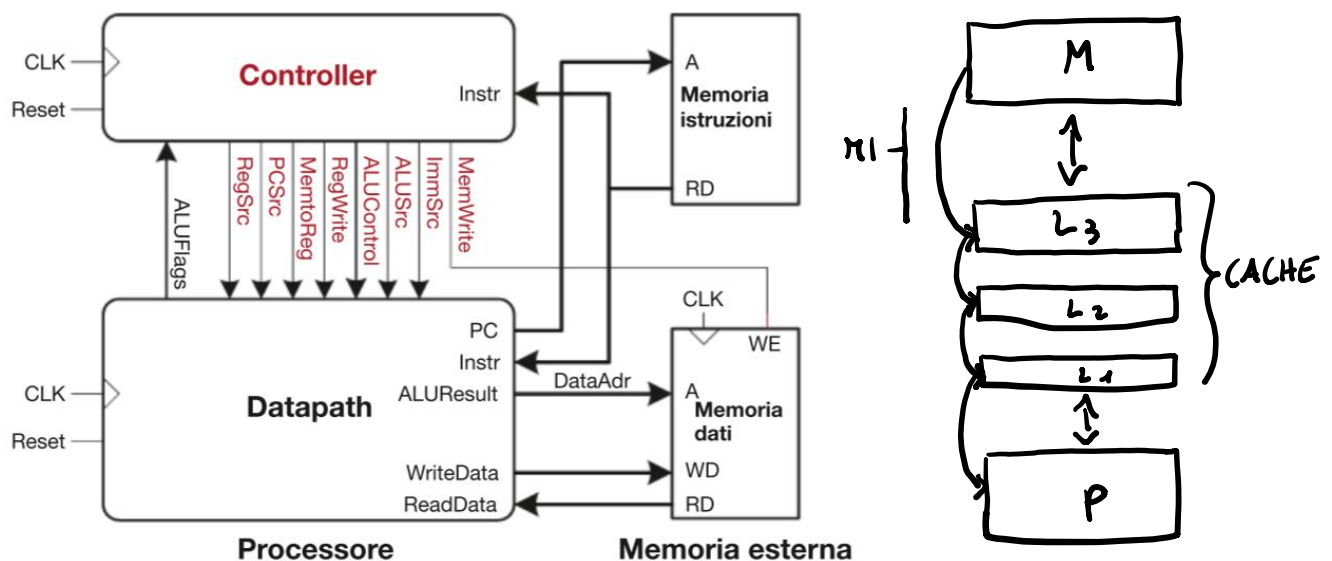 CLK
Reset
Controller
Instr
ALUFlags
RegSrc
PCSrc
MemtoReg
RegWrite
ALUControl
ALUSrc
ImmSrc
MemWrite
CLK
Reset
Datapath
PC
Instr
ALUResult
WriteData
ReadData
Processore
A
Memoria
istruzioni
RD
CLK
WE
DataAdr
A
Memoria
dati
WD
RD
Memoria esterna
M
L3
L2
L1
P
CACHE